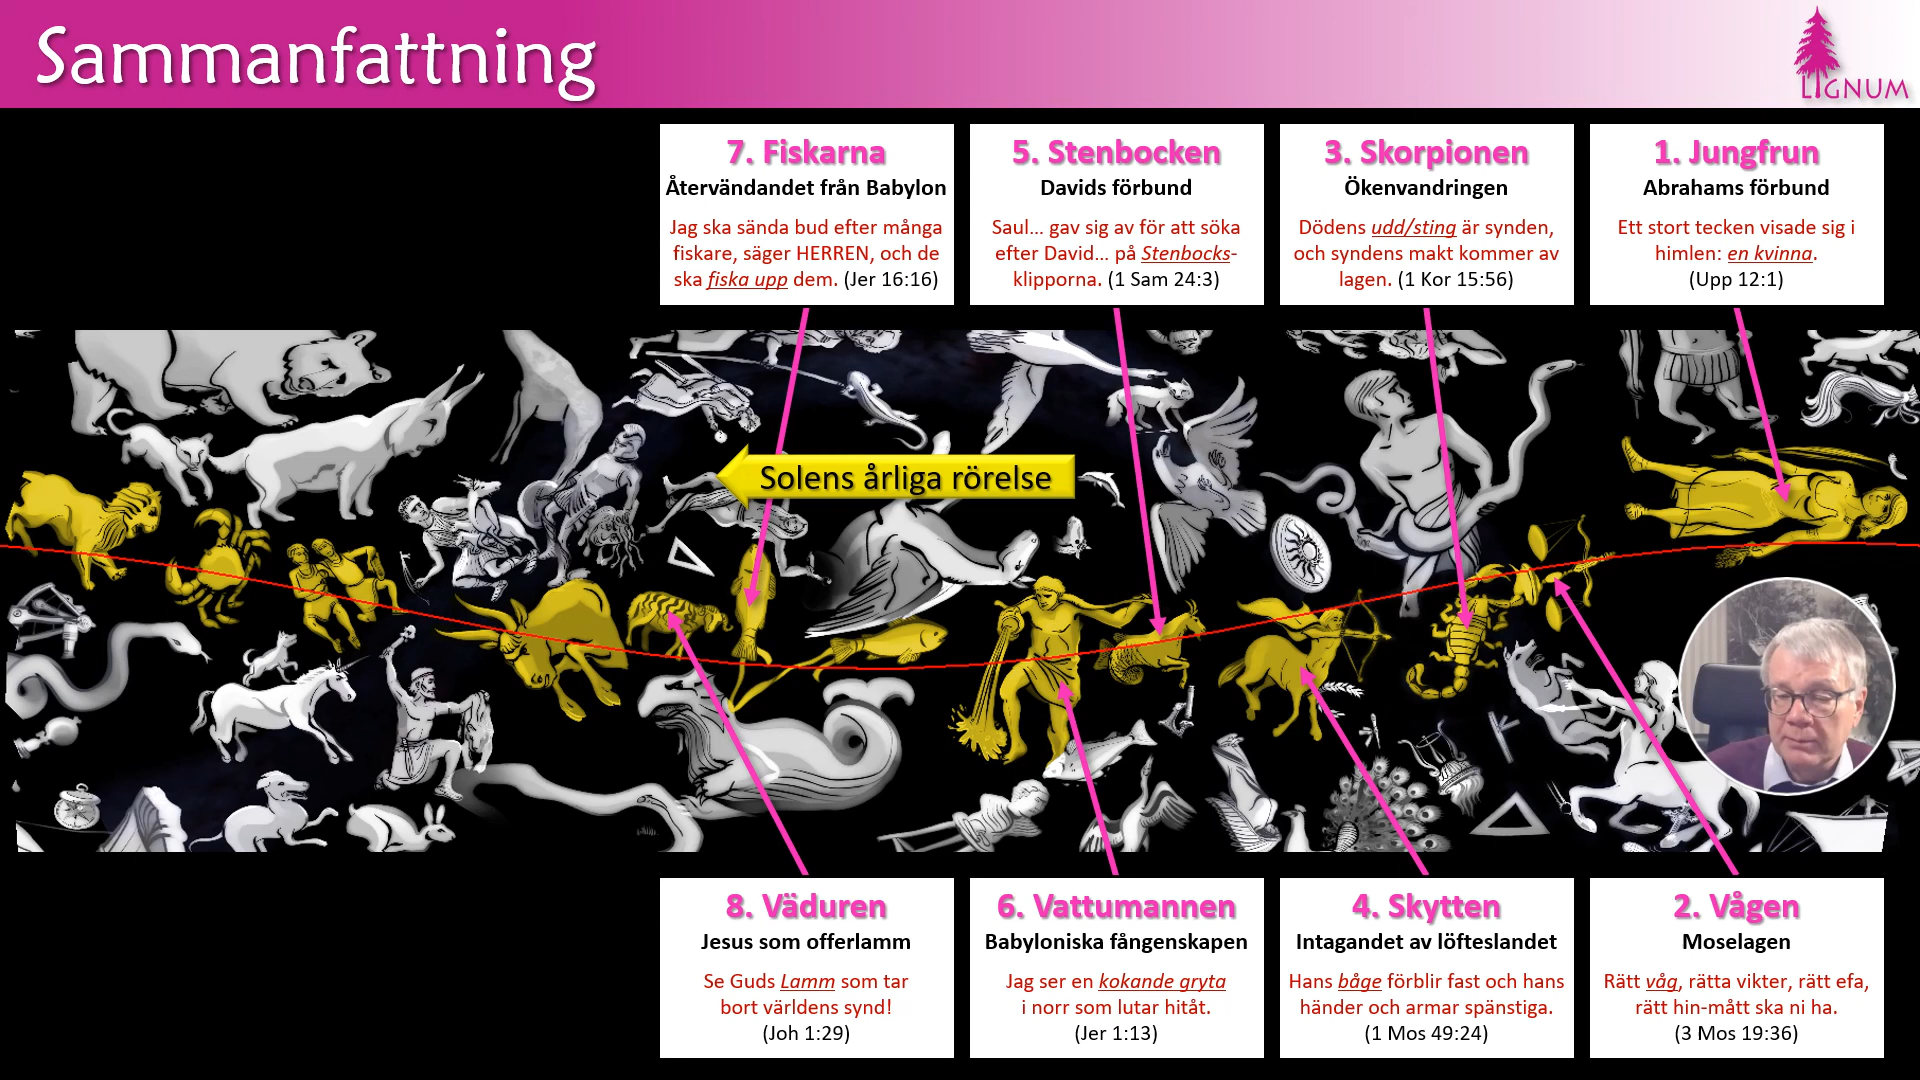 Sammanfattning
LIGNUM
7. Fiskarna
Återvändandet från Babylon
Jag ska sända bud efter många
fiskare, säger HERREN, och de
ska fiska upp dem. (Jer 16:16)
5. Stenbocken
Davids förbund
Saul... gav sig av för att söka
efter David... på Stenbocks-
klipporna. (1 Sam 24:3)
3. Skorpionen
Ökenvandringen
Dödens udd/sting är synden,
och syndens makt kommer av
lagen. (1 Kor 15:56)
1. Jungfrun
Abrahams förbund
Ett stort tecken visade sig i
himlen: en kvinna.
(Upp 12:1)
Solens årliga rörelse
8. Väduren
Jesus som offerlamm
Se Guds Lamm som tar
bort världens synd!
(Joh 1:29)
6. Vattumannen
Babyloniska fångenskapen
Jag ser en kokande gryta
i norr som lutar hitåt.
(Jer 1:13)
4. Skytten
Intagandet av löfteslandet
Hans båge förblir fast och hans
händer och armar spänstiga.
(1 Mos 49:24)
2. Vågen
Moselagen
Rätt våg, rätta vikter, rätt efa,
rätt hin-mått ska ni ha.
(3 Mos 19:36)